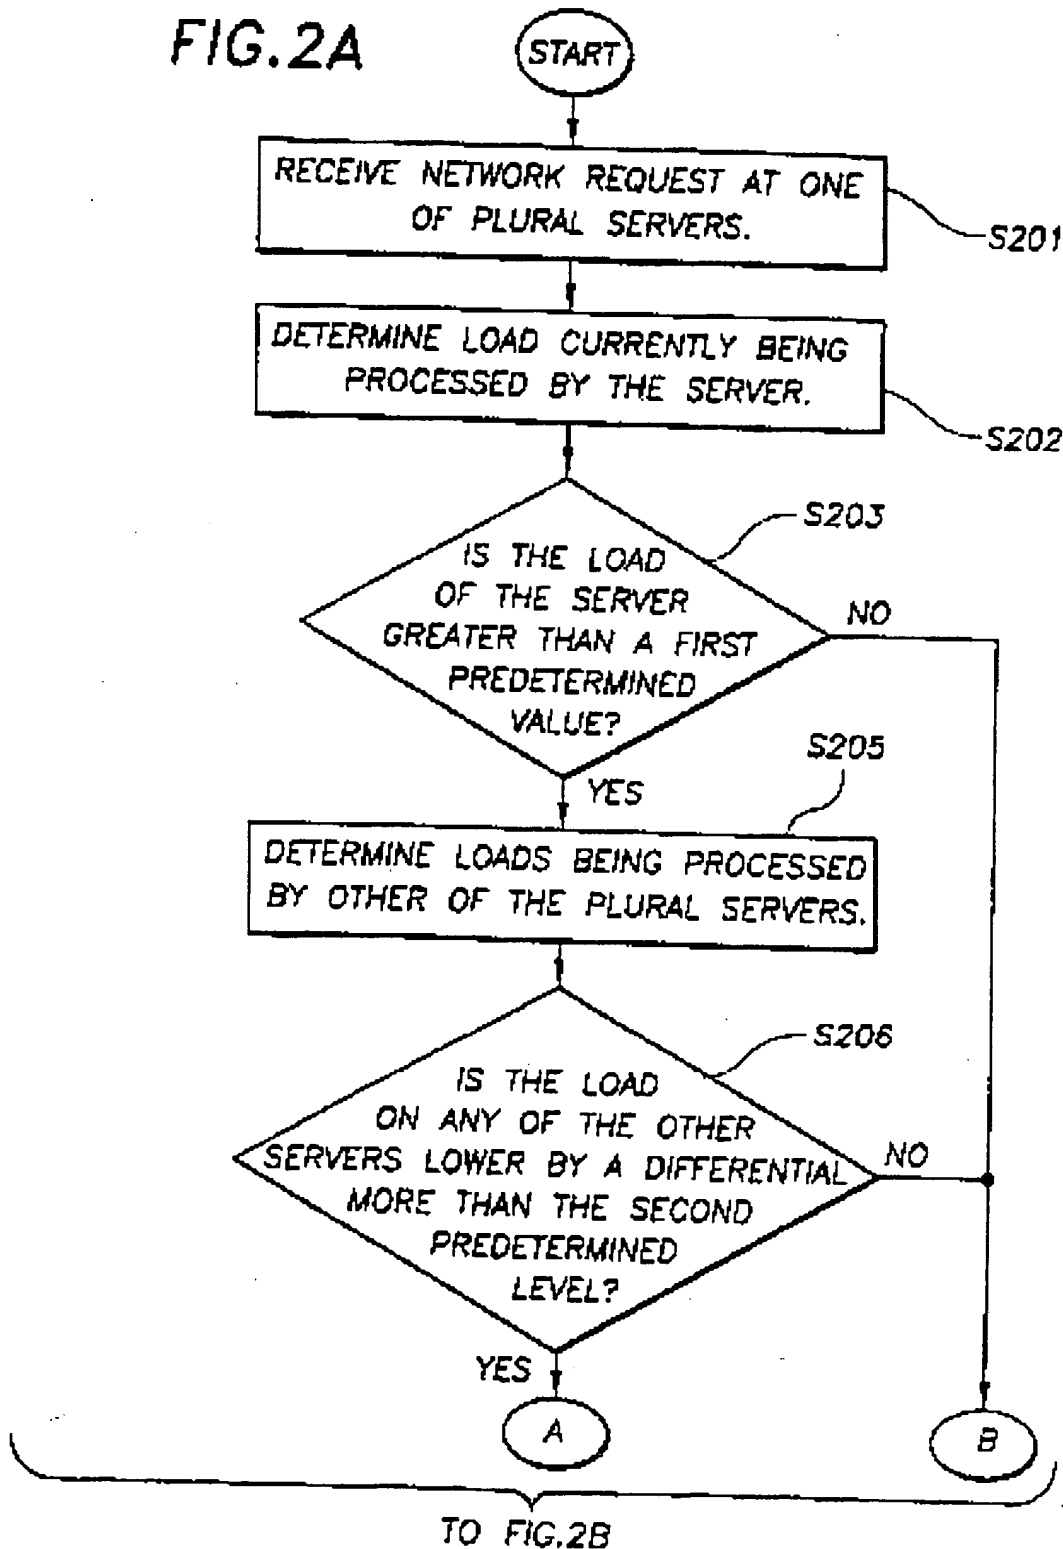 FIG.2A
START
RECEIVE NETWORK REQUEST AT ONE
OF PLURAL SERVERS.
S201
DETERMINE LOAD CURRENTLY BEING
PROCESSED BY THE SERVER.
S202
S203
IS THE LOAD
OF THE SERVER
GREATER THAN A FIRST
PREDETERMINED
VALUE?
NO
YES
S205
DETERMINE LOADS BEING PROCESSED
BY OTHER OF THE PLURAL SERVERS.
S206
IS THE LOAD
ON ANY OF THE OTHER
SERVERS LOWER BY A DIFFERENTIAL
MORE THAN THE SECOND
PREDETERMINED
LEVEL?
NO
YES
A
B
TO FIG.2B